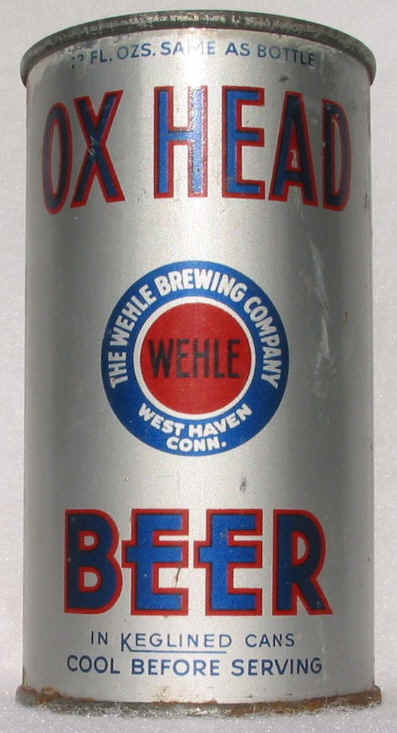 12 FL. OZS. SAME AS BOTTLE
OX HEAD
THE WEHLE BREWING COMPANY
WEHLE
WEST HAVEN
CONN.
BEER
IN KEGLINED CANS
COOL BEFORE SERVING